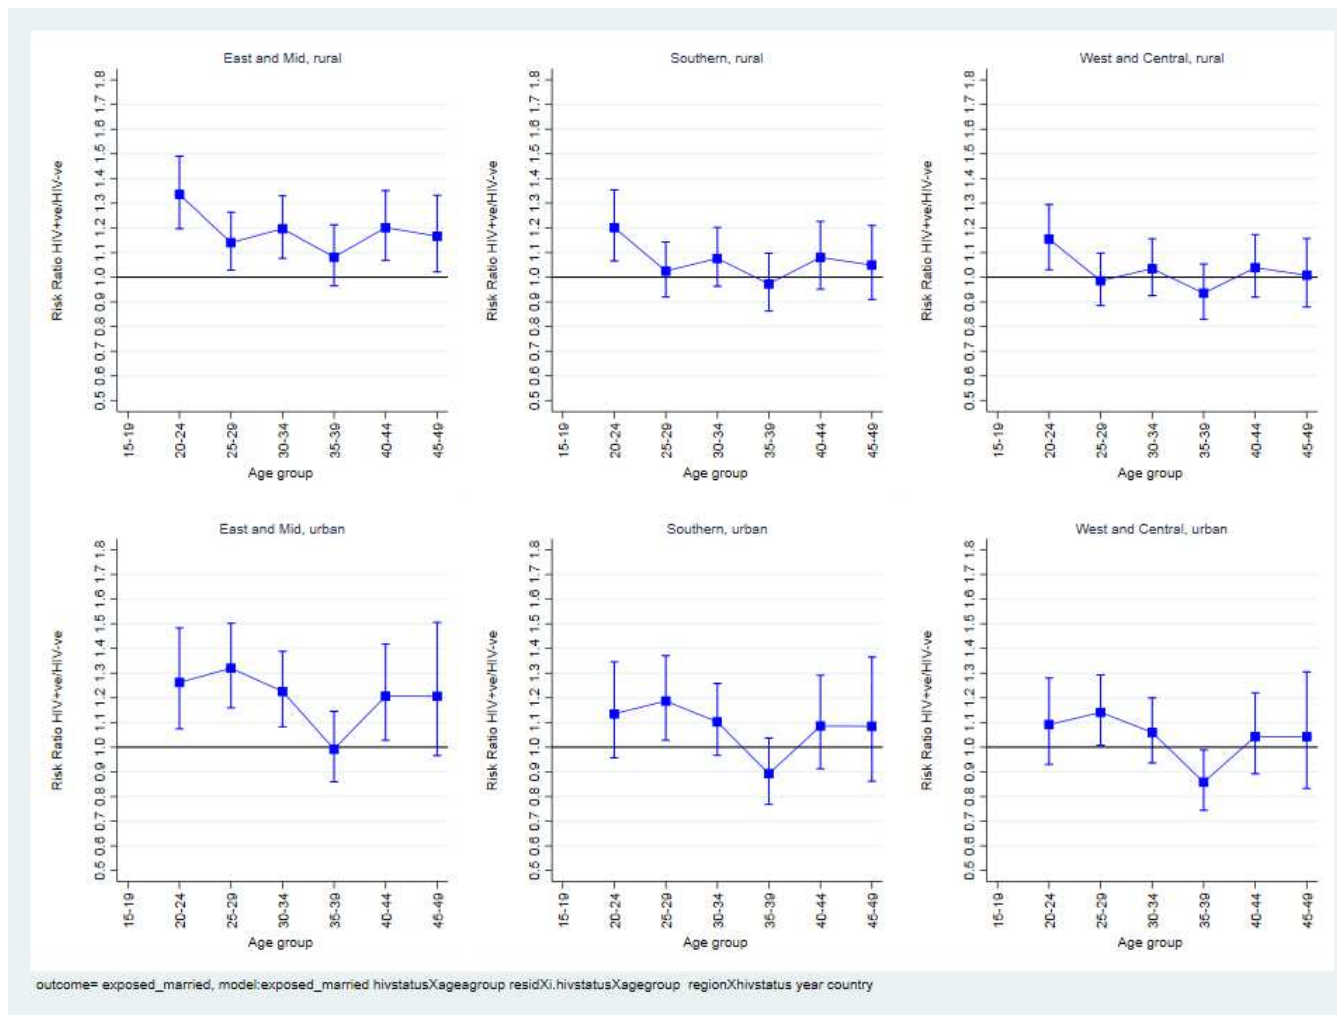 East and Mid, rural
Risk Ratio HIV+ve/HIV-ve
0.5 0.6 0.7 0.8 0.9 1.0 1.1 1.2 1.3 1.4 1.5 1.6 1.7 1.8
15-19 20-24 25-29 30-34 35-39 40-44 45-49
Age group
Southern, rural
Risk Ratio HIV+ve/HIV-ve
0.5 0.6 0.7 0.8 0.9 1.0 1.1 1.2 1.3 1.4 1.5 1.6 1.7 1.8
15-19 20-24 25-29 30-34 35-39 40-44 45-49
Age group
West and Central, rural
Risk Ratio HIV+ve/HIV-ve
0.5 0.6 0.7 0.8 0.9 1.0 1.1 1.2 1.3 1.4 1.5 1.6 1.7 1.8
15-19 20-24 25-29 30-34 35-39 40-44 45-49
Age group
East and Mid, urban
Risk Ratio HIV+ve/HIV-ve
0.5 0.6 0.7 0.8 0.9 1.0 1.1 1.2 1.3 1.4 1.5 1.6 1.7 1.8
15-19 20-24 25-29 30-34 35-39 40-44 45-49
Age group
Southern, urban
Risk Ratio HIV+ve/HIV-ve
0.5 0.6 0.7 0.8 0.9 1.0 1.1 1.2 1.3 1.4 1.5 1.6 1.7 1.8
15-19 20-24 25-29 30-34 35-39 40-44 45-49
Age group
West and Central, urban
Risk Ratio HIV+ve/HIV-ve
0.5 0.6 0.7 0.8 0.9 1.0 1.1 1.2 1.3 1.4 1.5 1.6 1.7 1.8
15-19 20-24 25-29 30-34 35-39 40-44 45-49
Age group
outcome= exposed_married, model:exposed_married hivstatusXageagroup residXi.hivstatusXagegroup regionXhivstatus year country